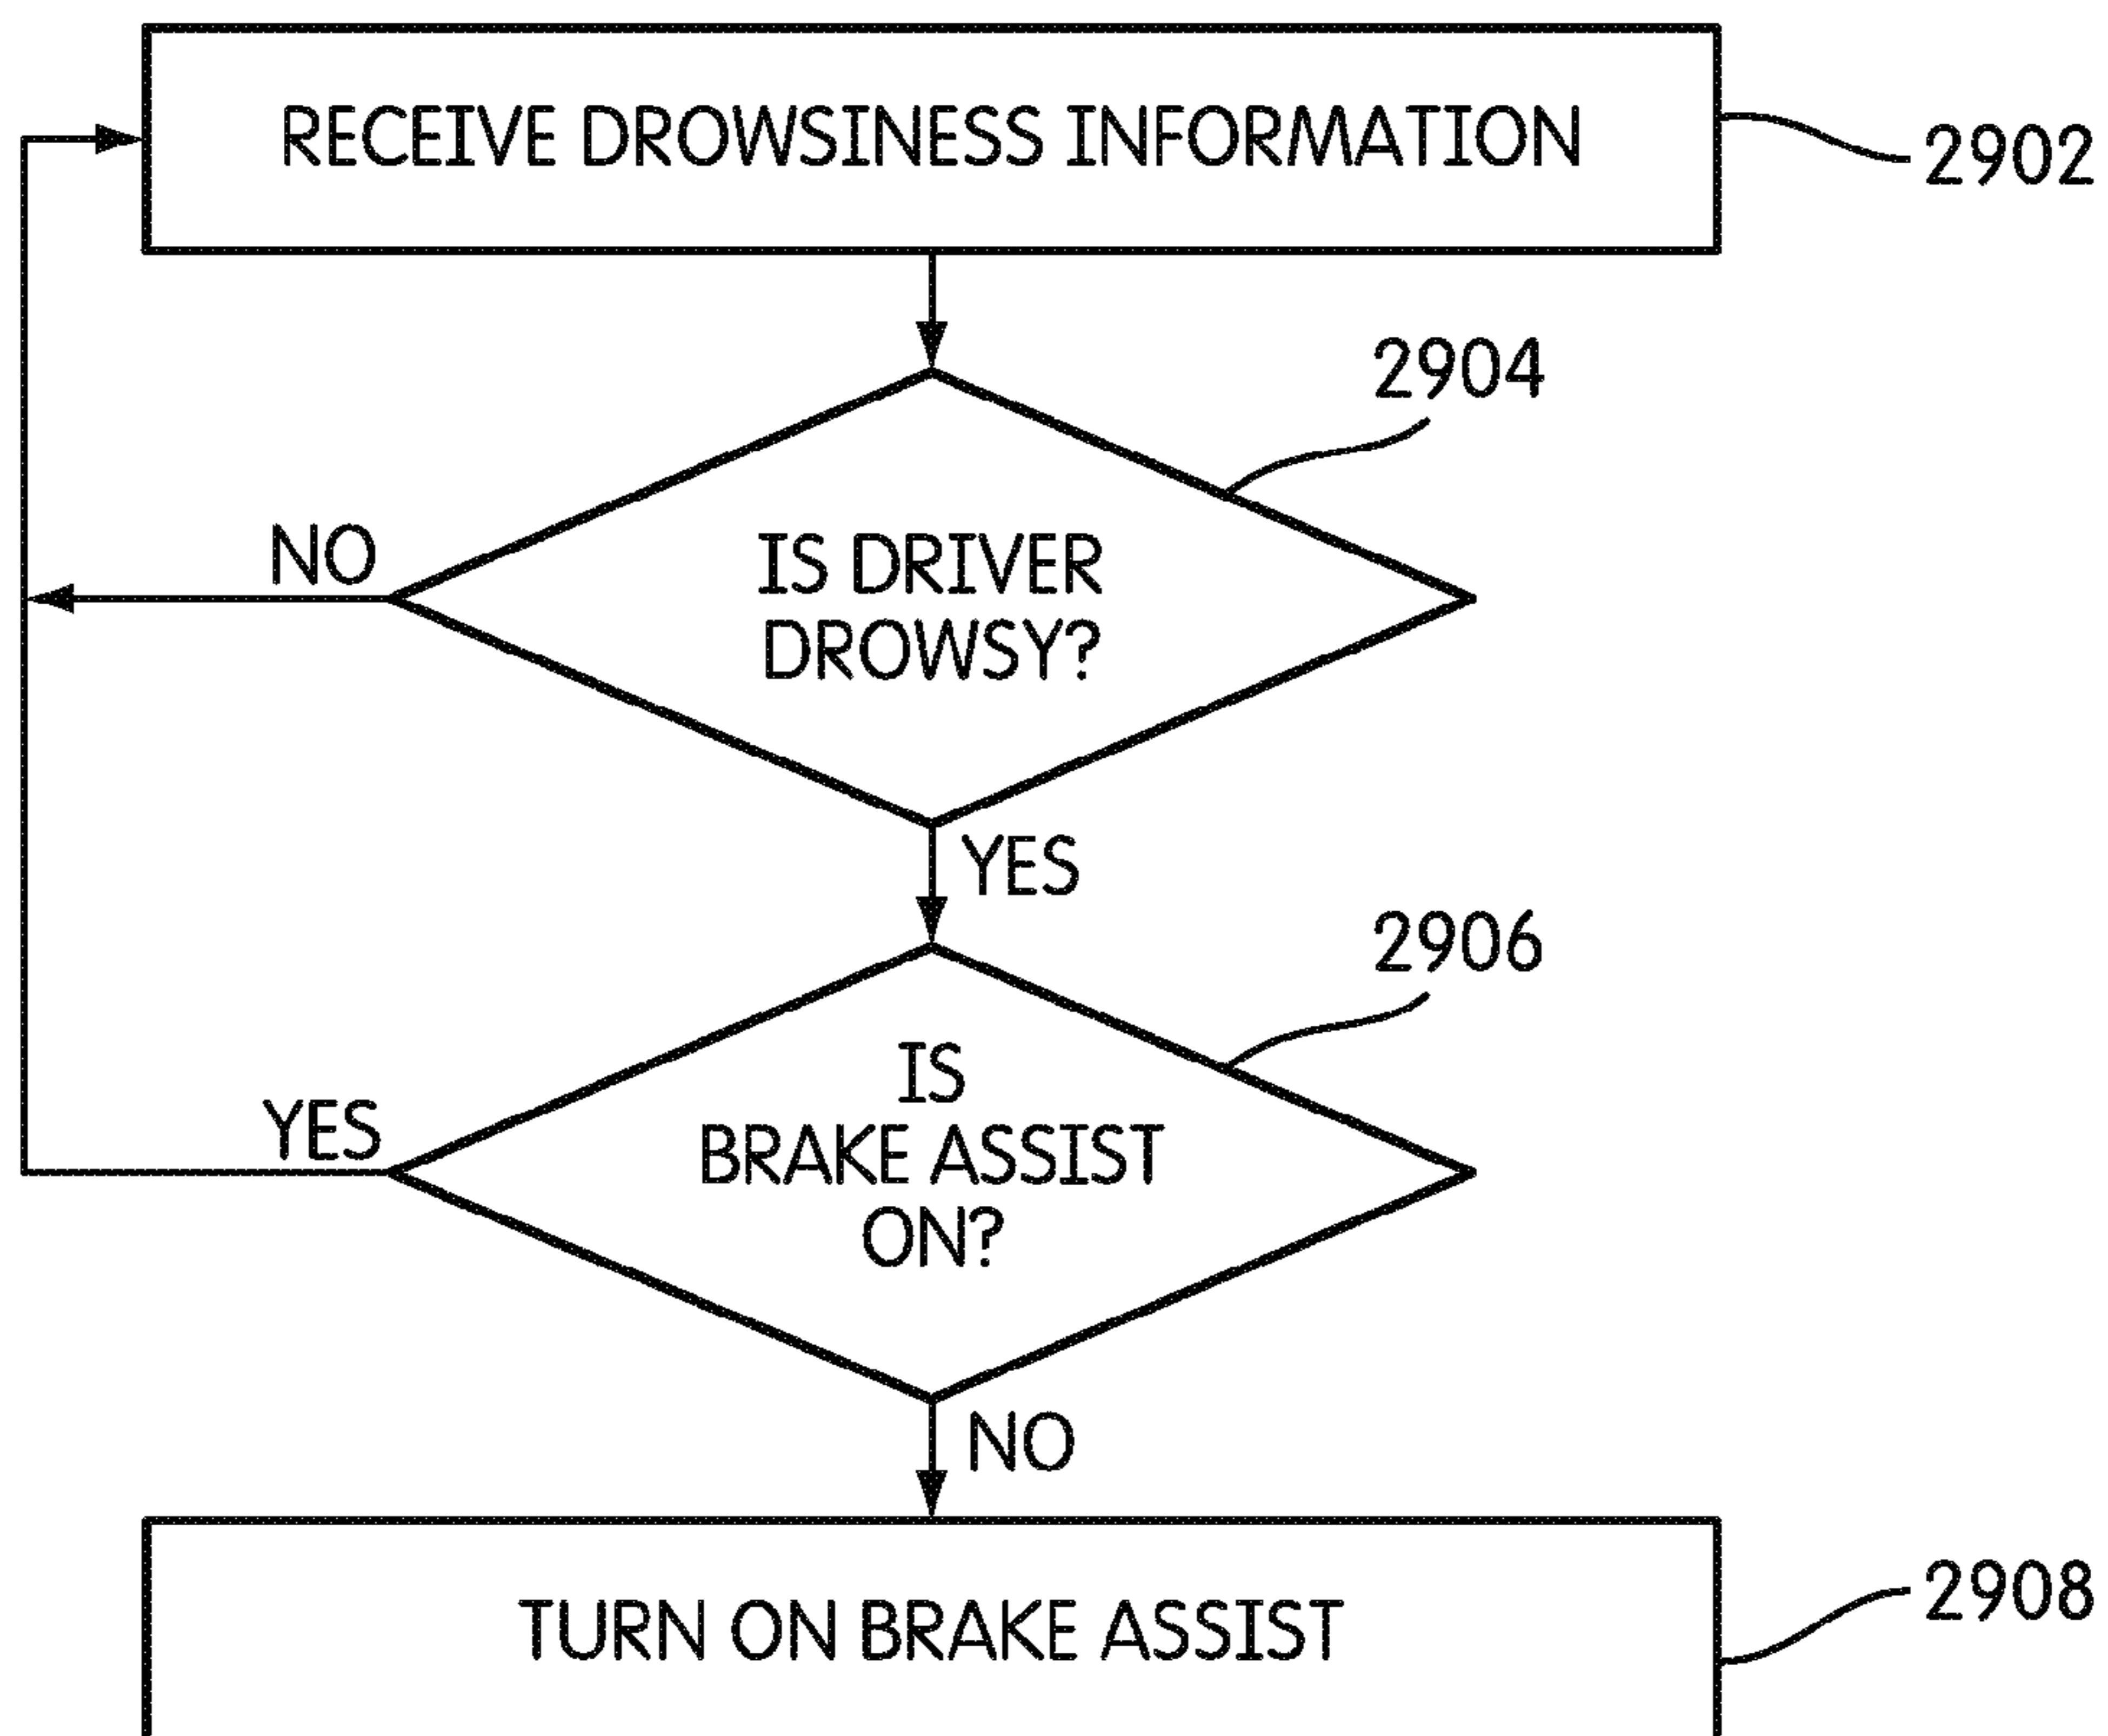 RECEIVE DROWSINESS INFORMATION
2902
2904
NO
IS DRIVER
DROWSY?
YES
2906
IS
YES
BRAKE ASSIST
ON?
NO
TURN ON BRAKE ASSIST
2908